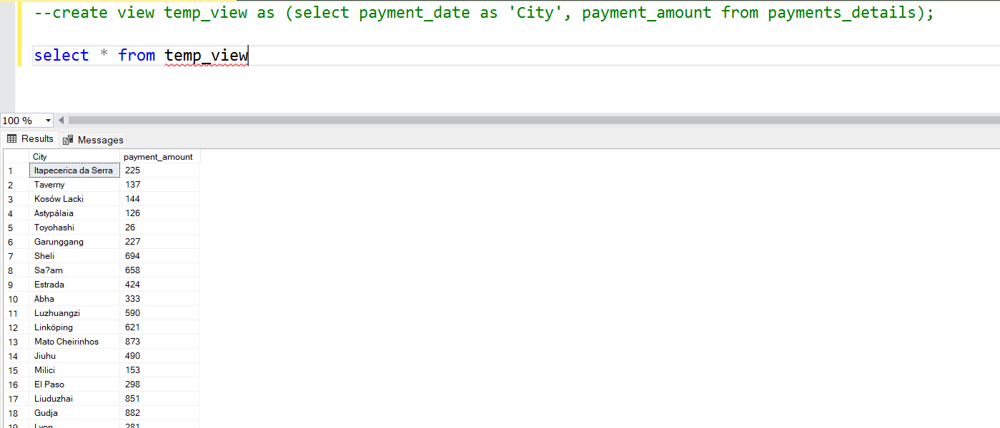 --create view temp_view as (select payment_date as 'City', payment_amount from payments_details);
select * from temp_view
100 %
Results Messages
City payment_amount
1 Itapecerica da Serra 225
2 Taverny 137
3 Kosów Lacki 144
4 Astypálaia 126
5 Toyohashi 26
6 Garunggang 227
7 Sheli 694
8 Sa?am 658
9 Estrada 424
10 Abha 333
11 Luzhuangzi 590
12 Linköping 621
13 Mato Cheirinhos 873
14 Jiuhu 490
15 Milici 153
16 El Paso 298
17 Liuduzhai 851
18 Gudja 882
19 Lyon 281